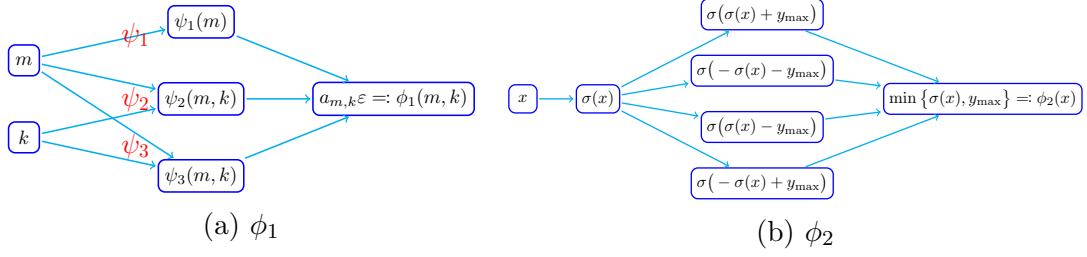 ψ₁(m)
ψ₁
m
ψ₂(m, k)
ψ₂
a_{m,k}ε =: ϕ₁(m, k)
k
ψ₃
ψ₃(m, k)
(a) ϕ₁
σ(σ(x) + y_max)
σ(− σ(x) − y_max)
x
σ(x)
min {σ(x), y_max} =: ϕ₂(x)
σ(σ(x) − y_max)
σ(− σ(x) + y_max)
(b) ϕ₂